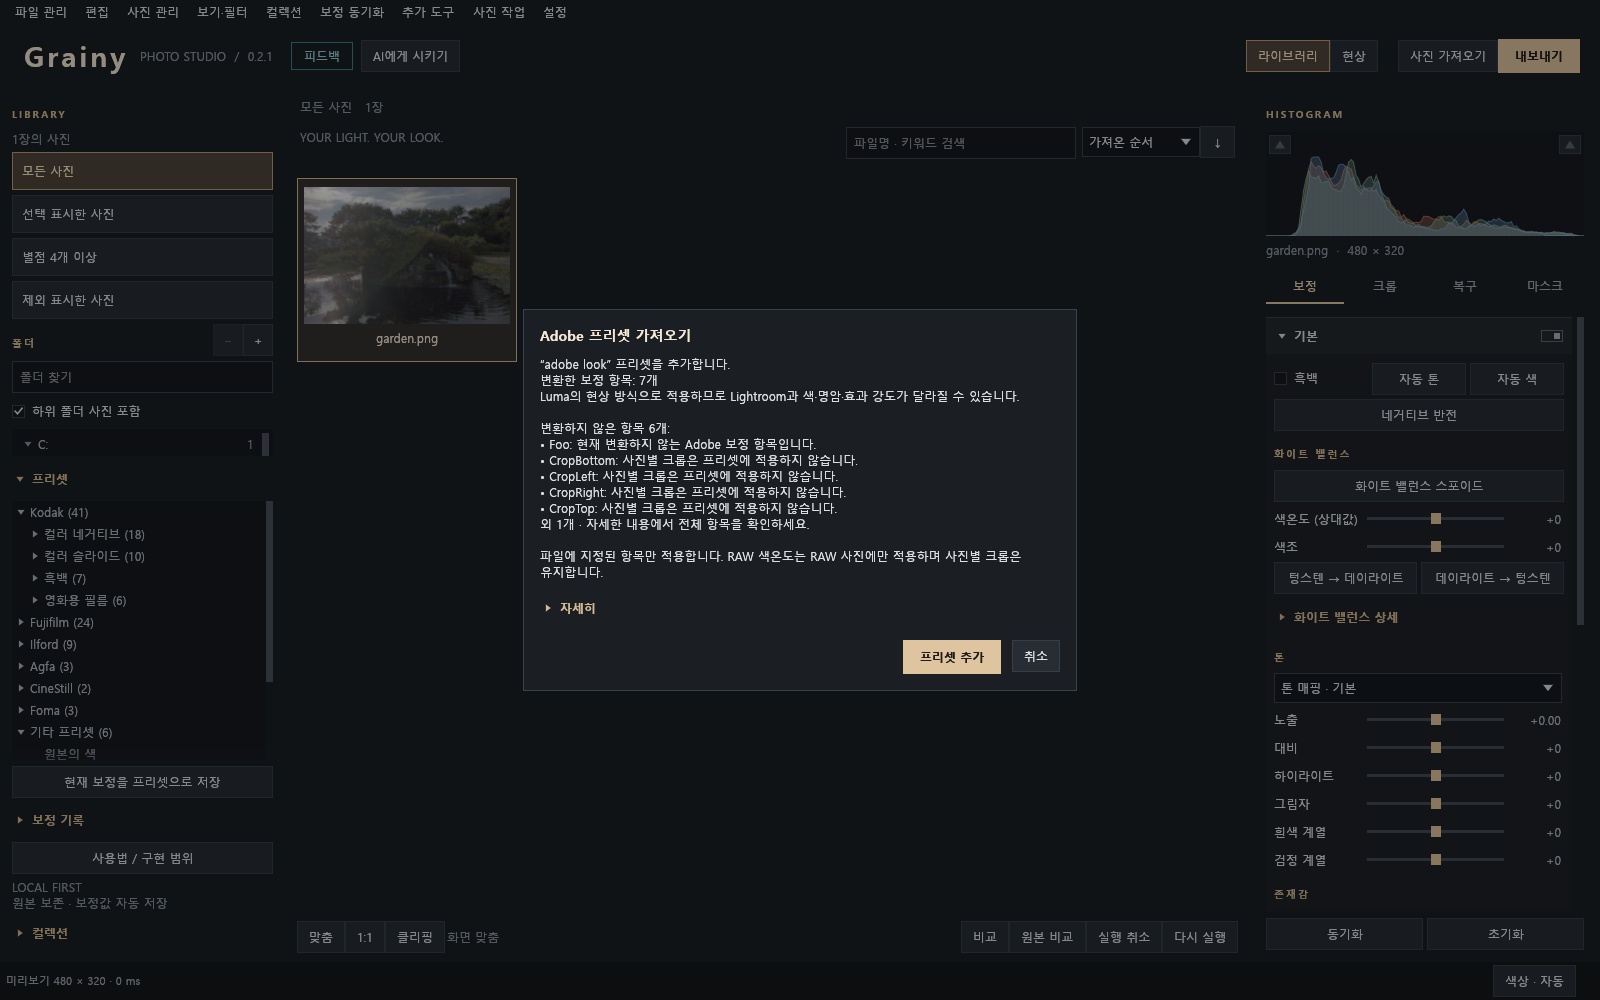 파일 관리 편집 사진 관리 보기·필터 컬렉션 보정 동기화 추가 도구 사진 작업 설정
Grainy PHOTO STUDIO / 0.2.1 피드백 AI에게 시키기 라이브러리 현상 사진 가져오기 내보내기
LIBRARY
1장의 사진
모든 사진
선택 표시한 사진
별점 4개 이상
제외 표시한 사진
폴더 − +
폴더 찾기
하위 폴더 사진 포함
C: 1
프리셋
Kodak (41)
컬러 네거티브 (18)
컬러 슬라이드 (10)
흑백 (7)
영화용 필름 (6)
Fujifilm (24)
Ilford (9)
Agfa (3)
CineStill (2)
Foma (3)
기타 프리셋 (6)
원본의 색
현재 보정을 프리셋으로 저장
보정 기록
사용법 / 구현 범위
LOCAL FIRST
원본 보존 · 보정값 자동 저장
컬렉션
모든 사진 1장
YOUR LIGHT. YOUR LOOK.
파일명 · 키워드 검색 가져온 순서 ↓
garden.png
Adobe 프리셋 가져오기
“adobe look” 프리셋을 추가합니다.
변환한 보정 항목: 7개
Luma의 현상 방식으로 적용하므로 Lightroom과 색·명암·효과 강도가 달라질 수 있습니다.
변환하지 않은 항목 6개:
• Foo: 현재 변환하지 않는 Adobe 보정 항목입니다.
• CropBottom: 사진별 크롭은 프리셋에 적용하지 않습니다.
• CropLeft: 사진별 크롭은 프리셋에 적용하지 않습니다.
• CropRight: 사진별 크롭은 프리셋에 적용하지 않습니다.
• CropTop: 사진별 크롭은 프리셋에 적용하지 않습니다.
외 1개 · 자세한 내용에서 전체 항목을 확인하세요.
파일에 지정된 항목만 적용합니다. RAW 색온도는 RAW 사진에만 적용하며 사진별 크롭은
유지합니다.
자세히
프리셋 추가 취소
맞춤 1:1 클리핑 화면 맞춤 비교 원본 비교 실행 취소 다시 실행
HISTOGRAM
garden.png · 480 × 320
보정 크롭 복구 마스크
기본
흑백 자동 톤 자동 색
네거티브 반전
화이트 밸런스
화이트 밸런스 스포이드
색온도 (상대값) +0
색조 +0
텅스텐 → 데이라이트 데이라이트 → 텅스텐
화이트 밸런스 상세
톤
톤 매핑 · 기본
노출 +0.00
대비 +0
하이라이트 +0
그림자 +0
흰색 계열 +0
검정 계열 +0
존재감
동기화 초기화
미리보기 480 × 320 · 0 ms 색상 · 자동